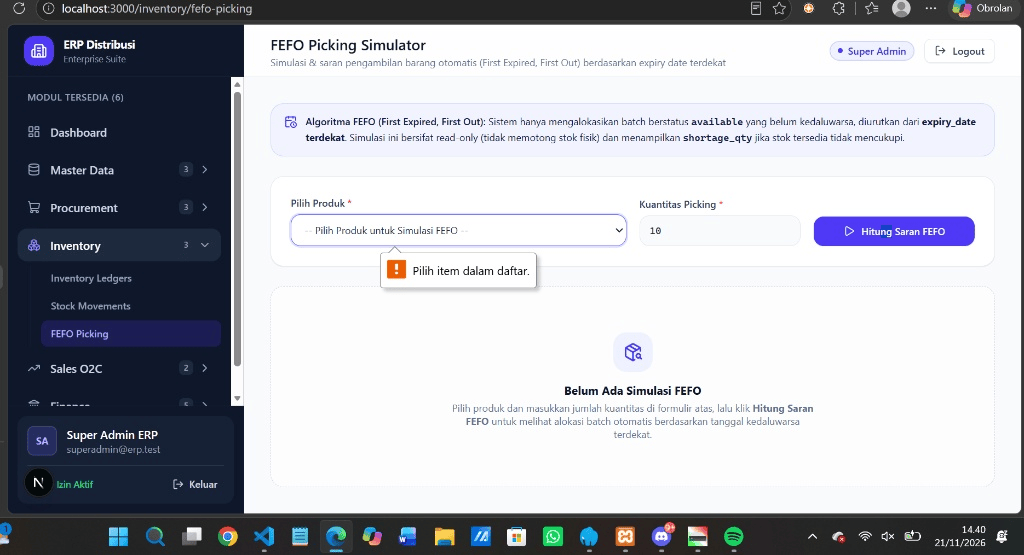 localhost:3000/inventory/fefo-picking
Obrolan
ERP Distribusi
Enterprise Suite
MODUL TERSEDIA (6)
Dashboard
Master Data 3
Procurement 3
Inventory 3
Inventory Ledgers
Stock Movements
FEFO Picking
Sales O2C 2
SA
Super Admin ERP
superadmin@erp.test
N
Izin Aktif
Keluar
FEFO Picking Simulator
Simulasi & saran pengambilan barang otomatis (First Expired, First Out) berdasarkan expiry date terdekat
Super Admin
Logout
Algoritma FEFO (First Expired, First Out): Sistem hanya mengalokasikan batch berstatus available yang belum kedaluwarsa, diurutkan dari expiry_date
terdekat. Simulasi ini bersifat read-only (tidak memotong stok fisik) dan menampilkan shortage_qty jika stok tersedia tidak mencukupi.
Pilih Produk *
-- Pilih Produk untuk Simulasi FEFO --
Kuantitas Picking *
10
Hitung Saran FEFO
! Pilih item dalam daftar.
Belum Ada Simulasi FEFO
Pilih produk dan masukkan jumlah kuantitas di formulir atas, lalu klik Hitung Saran
FEFO untuk melihat alokasi batch otomatis berdasarkan tanggal kedaluwarsa
terdekat.
14.40
21/11/2026